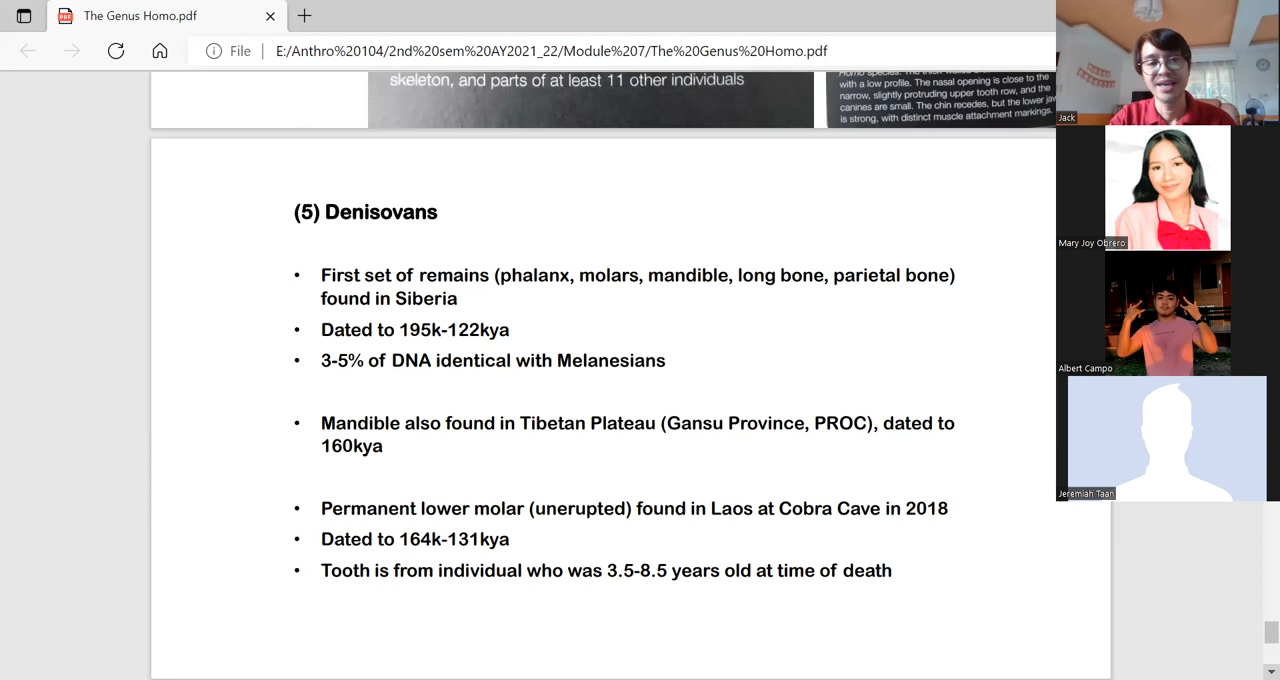 The Genus Homo.pdf
File
E:/Anthro%20104/2nd%20sem%20AY2021_22/Module%207/The%20Genus%20Homo.pdf
skeleton, and parts of at least 11 other individuals
with a low profile. The nasal opening is close to the
narrow, slightly protruding upper tooth row, and the
canines are small. The chin recedes, but the lower jaw
is strong, with distinct muscle attachment markings.
(5) Denisovans
• First set of remains (phalanx, molars, mandible, long bone, parietal bone)
found in Siberia
• Dated to 195k-122kya
• 3-5% of DNA identical with Melanesians
• Mandible also found in Tibetan Plateau (Gansu Province, PROC), dated to
160kya
• Permanent lower molar (unerupted) found in Laos at Cobra Cave in 2018
• Dated to 164k-131kya
• Tooth is from individual who was 3.5-8.5 years old at time of death
Jack
Mary Joy Obrero
Albert Campo
Jeremiah Taan